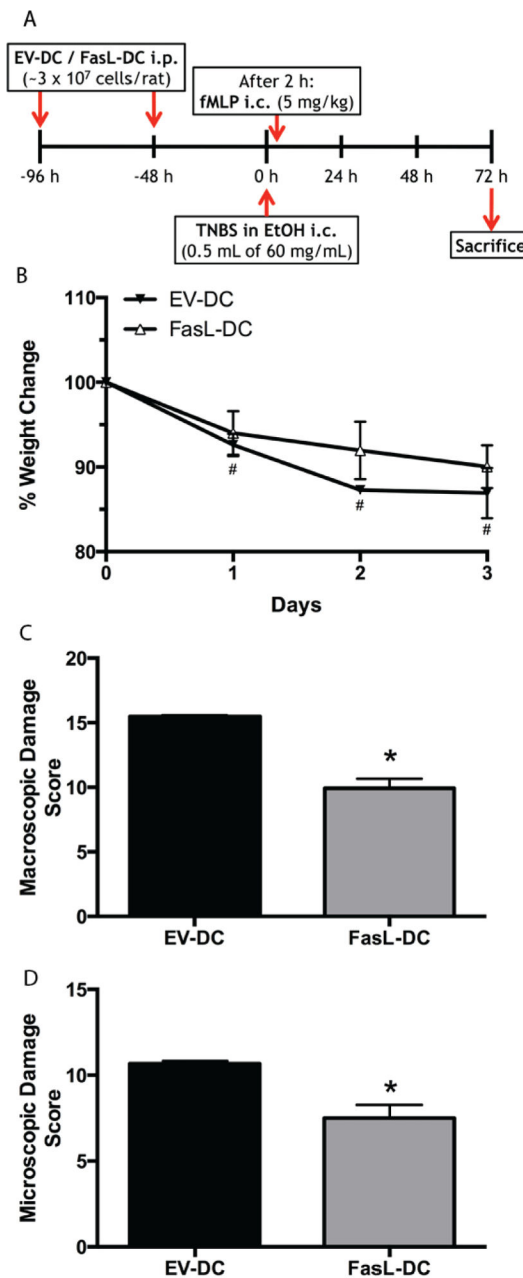 A
EV-DC / FasL-DC i.p.
(~3 x 10⁷ cells/rat)
After 2 h:
fMLP i.c. (5 mg/kg)
-96 h
-48 h
0 h
24 h
48 h
72 h
TNBS in EtOH i.c.
(0.5 mL of 60 mg/mL)
Sacrifice
B
EV-DC
FasL-DC
110
100
90
80
% Weight Change
#
#
#
0
1
2
3
Days
C
20
15
10
5
0
Macroscopic Damage
Score
*
EV-DC
FasL-DC
D
15
10
5
0
Microscopic Damage
Score
*
EV-DC
FasL-DC